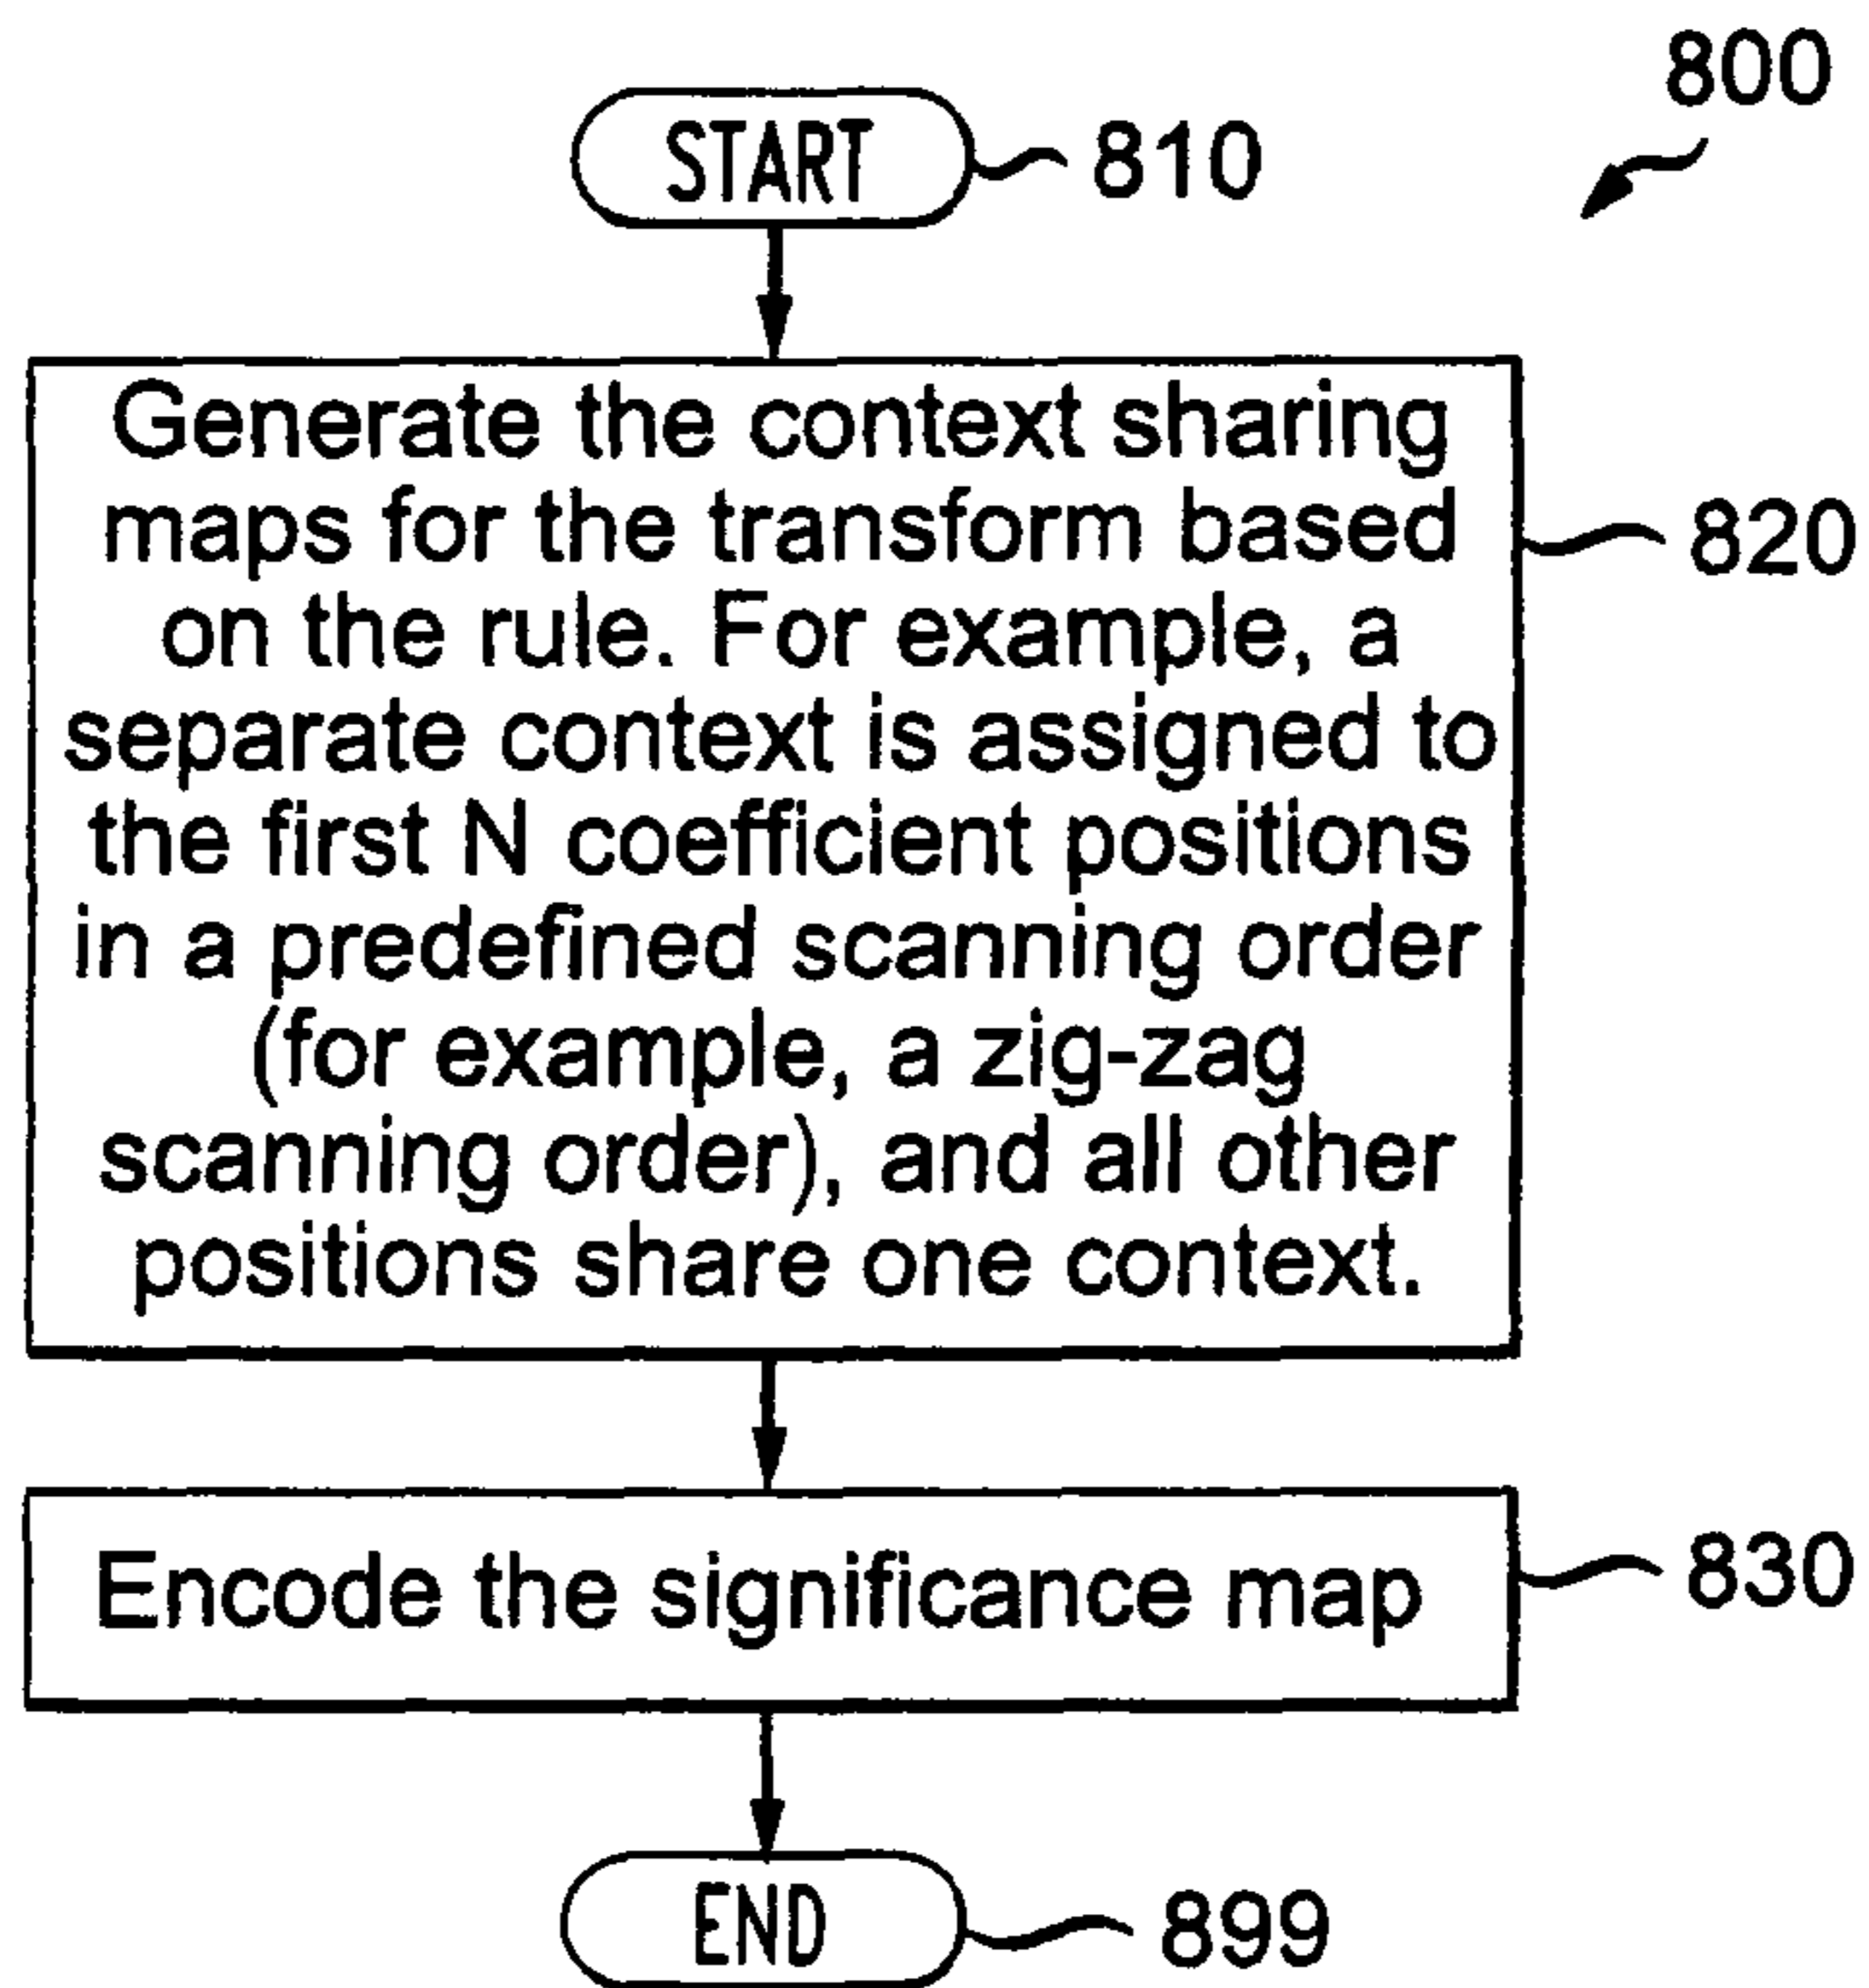 800
START
810
Generate the context sharing
maps for the transform based
on the rule. For example, a
separate context is assigned to
the first N coefficient positions
in a predefined scanning order
(for example, a zig-zag
scanning order), and all other
positions share one context.
820
Encode the significance map
830
END
899